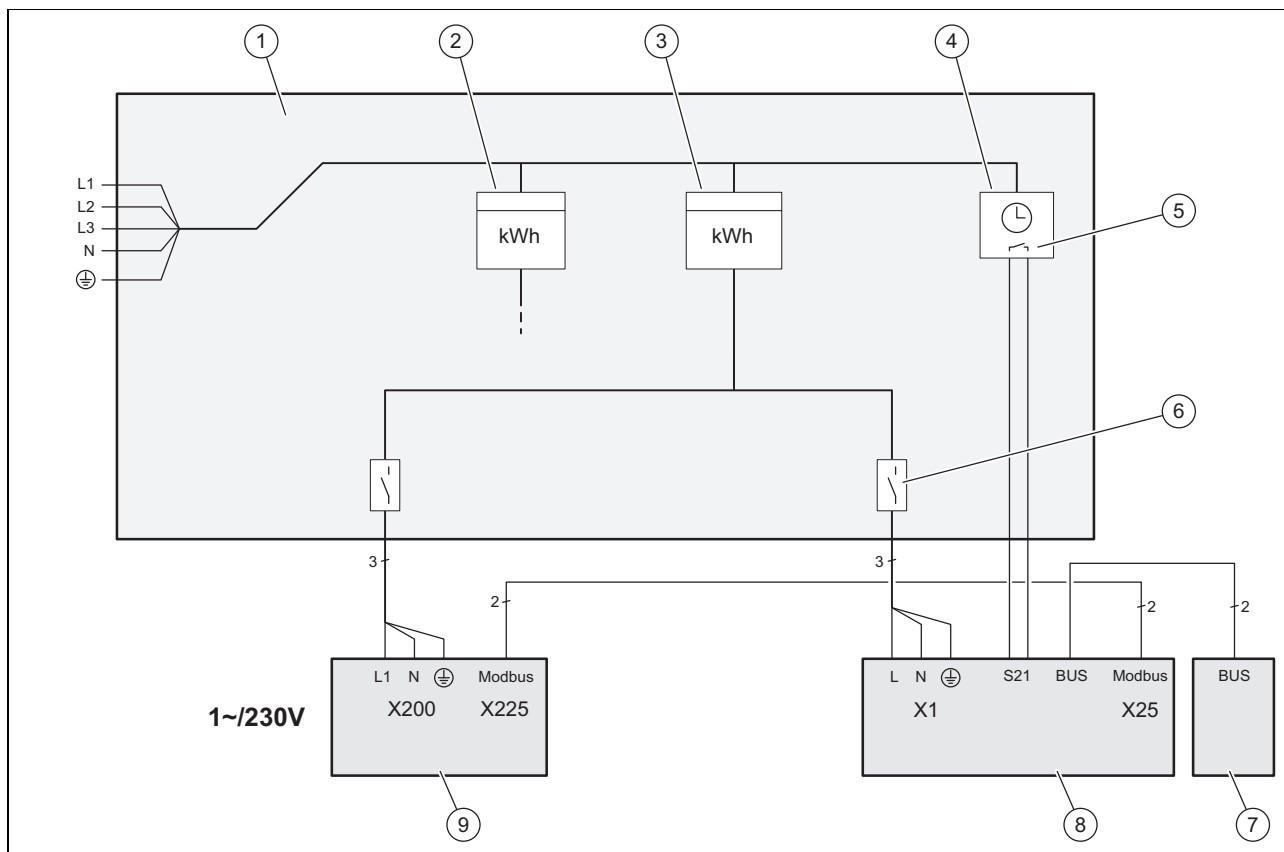 1
2
3
4
L1
L2
L3
N
kWh
kWh
5
6
3
3
2
2
2
L1 N Modbus
X200 X225
1~/230V
L N S21 BUS Modbus
X1 X25
BUS
9
8
7